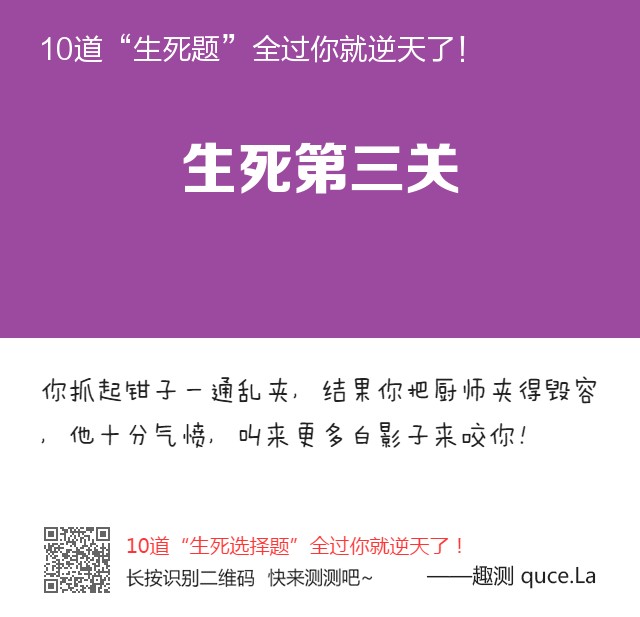 10道“生死题”全过你就逆天了！
生死第三关
你抓起钳子一通乱夹，结果你把厨师夹得毁容
，他十分气愤，叫来更多白影子来咬你！
10道“生死选择题”全过你就逆天了！
长按识别二维码 快来测测吧~ ——趣测 quce.La